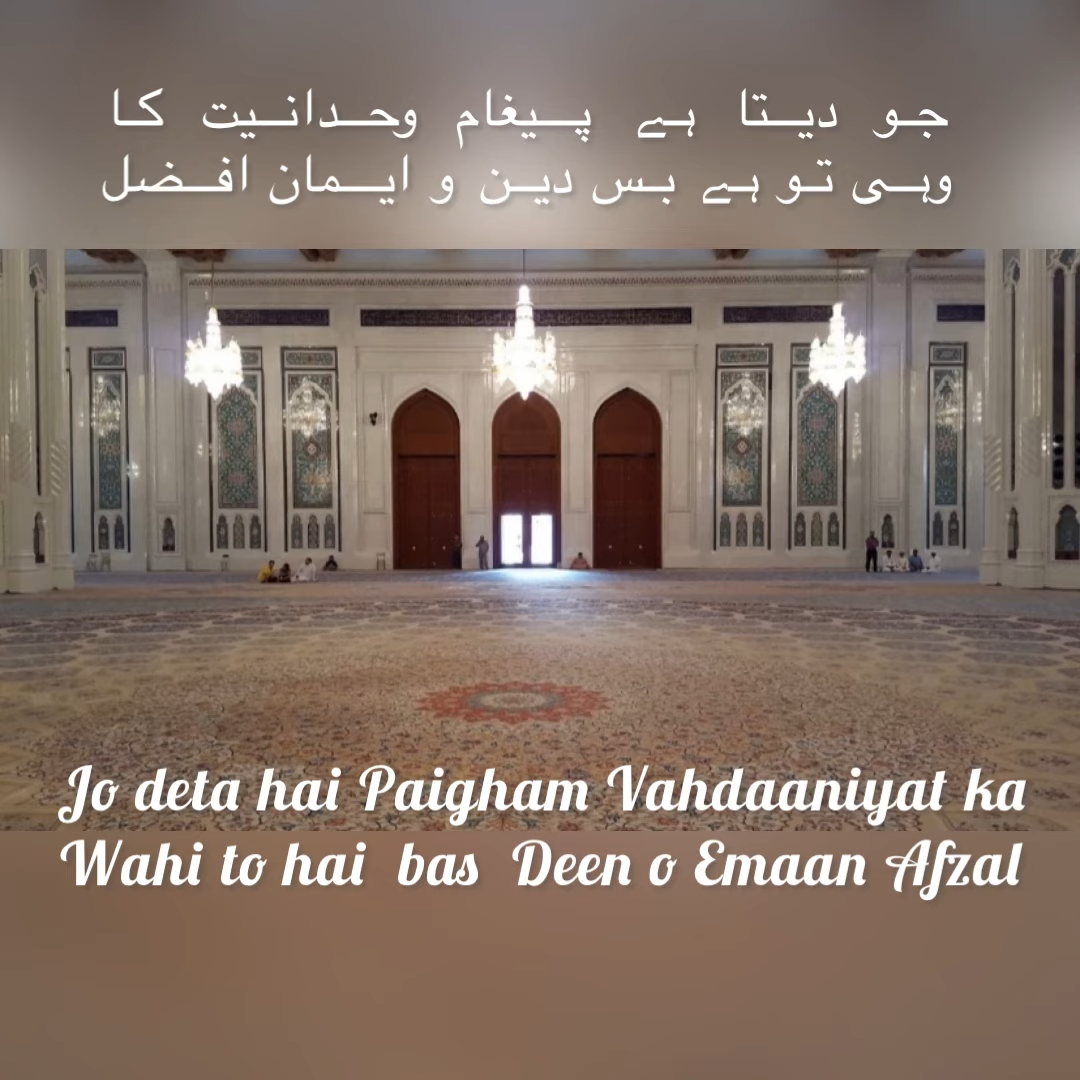 جو دیتا ہے پیغام وحدانیت کا
وہی تو ہے بس دین و ایمان افضل
Jo deta hai Paigham Vahdaaniyat ka
Wahi to hai bas Deen o Emaan Afzal